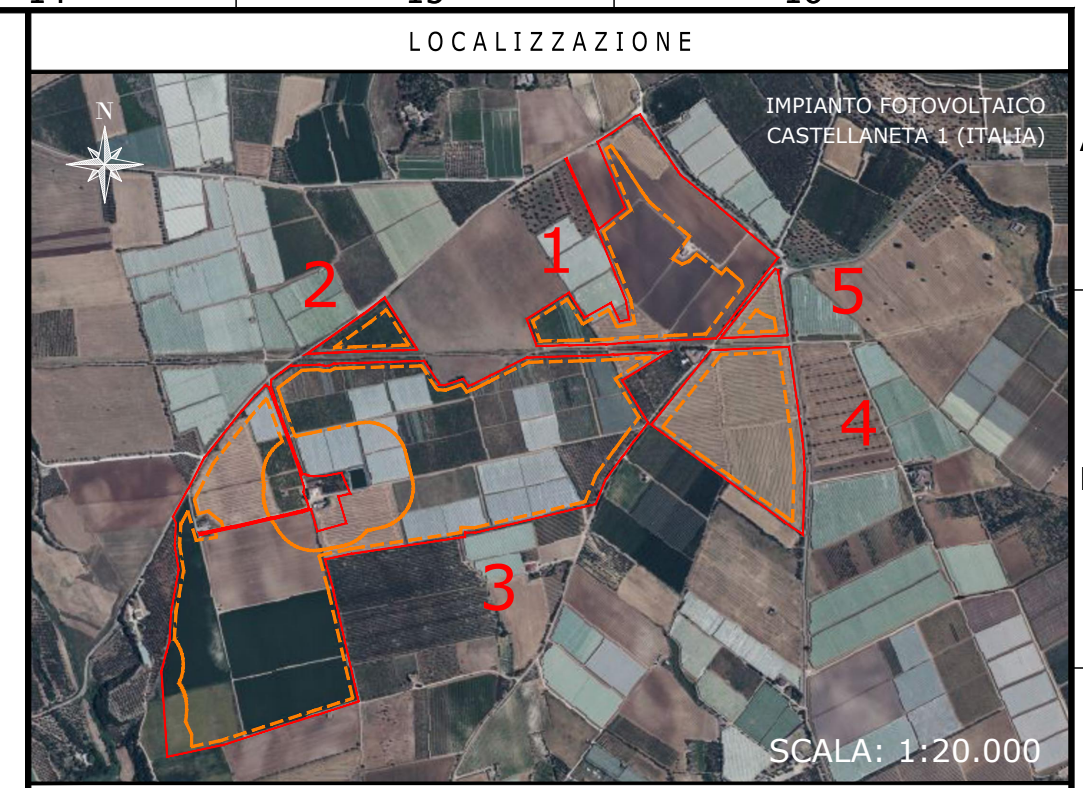 LOCALIZZAZIONE
IMPIANTO FOTOVOLTAICO
CASTELLANETA 1 (ITALIA)
N
1
2
5
4
3
SCALA: 1:20.000